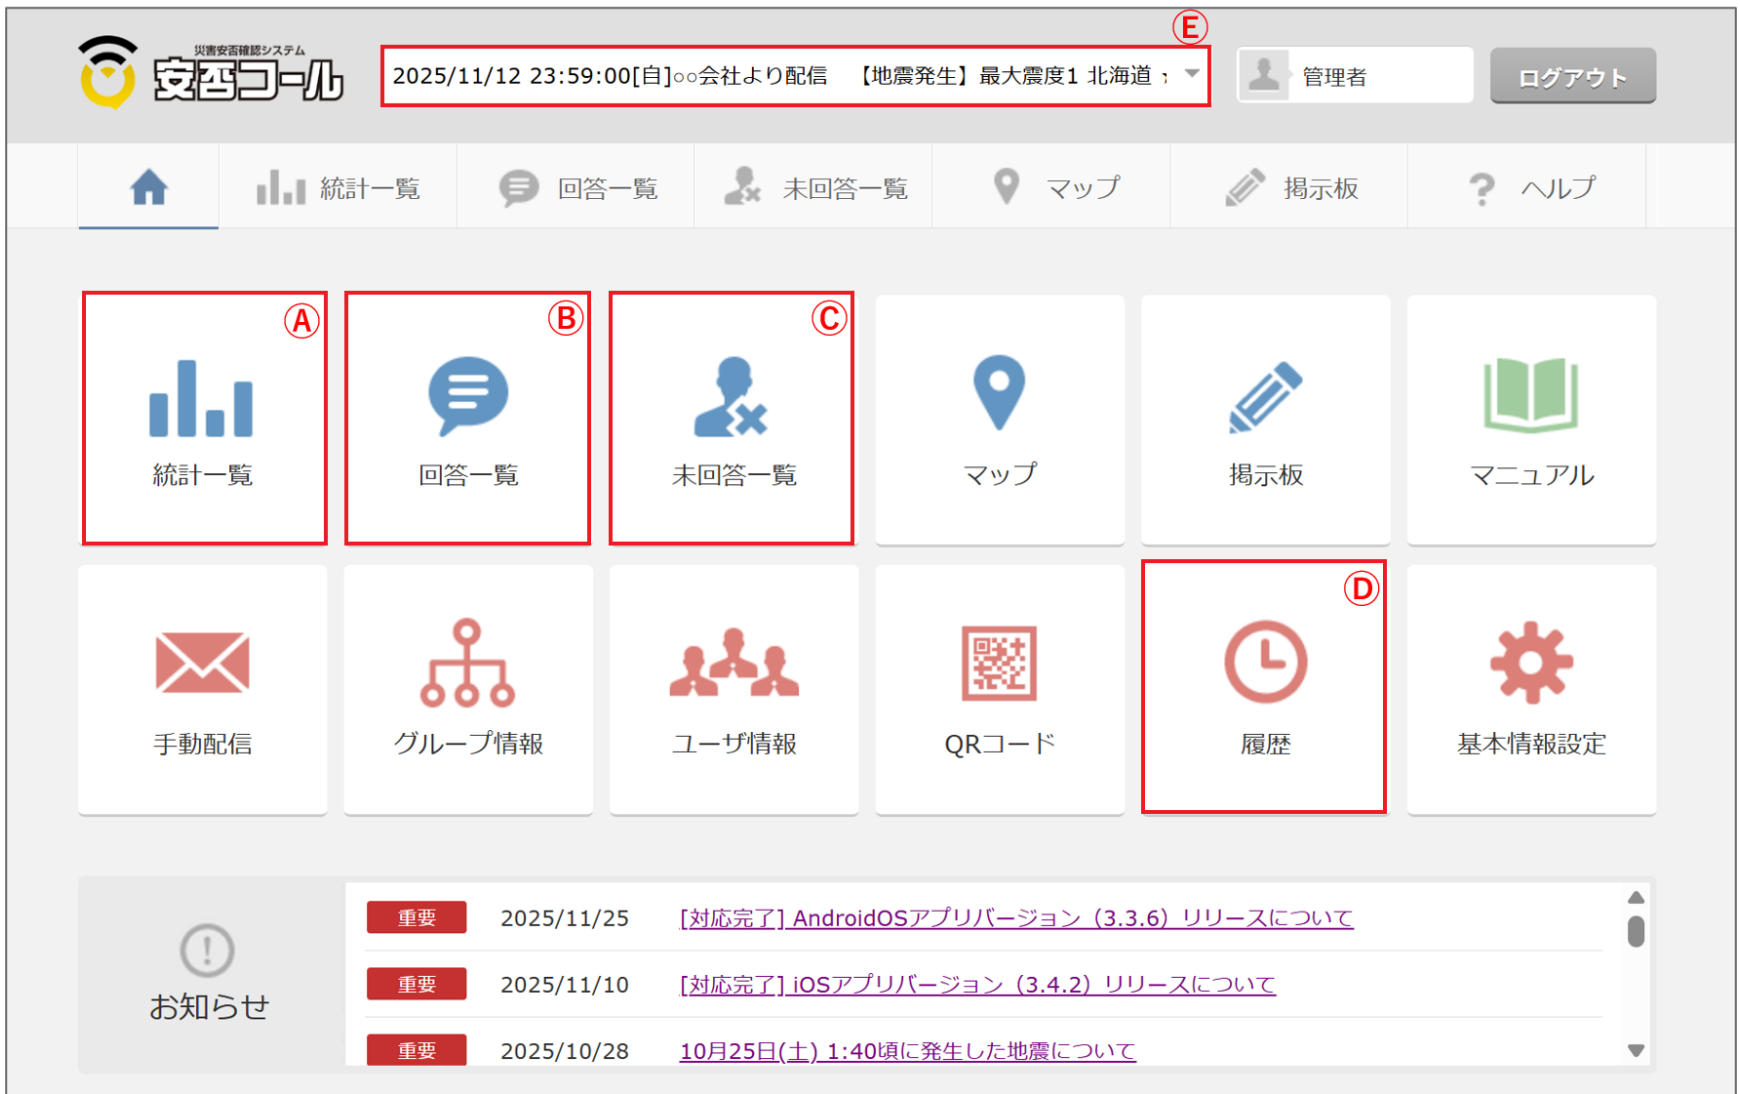 Ⓔ
災害安否確認システム
安否コール
2025/11/12 23:59:00[自]○○会社より配信 【地震発生】最大震度1 北海道
管理者
ログアウト
統計一覧
回答一覧
未回答一覧
マップ
掲示板
? ヘルプ
Ⓐ
Ⓑ
Ⓒ
統計一覧
回答一覧
未回答一覧
マップ
掲示板
マニュアル
Ⓓ
手動配信
グループ情報
ユーザ情報
QRコード
履歴
基本情報設定
お知らせ
重要 2025/11/25 [対応完了] AndroidOSアプリバージョン（3.3.6）リリースについて
重要 2025/11/10 [対応完了] iOSアプリバージョン（3.4.2）リリースについて
重要 2025/10/28 10月25日(土) 1:40頃に発生した地震について